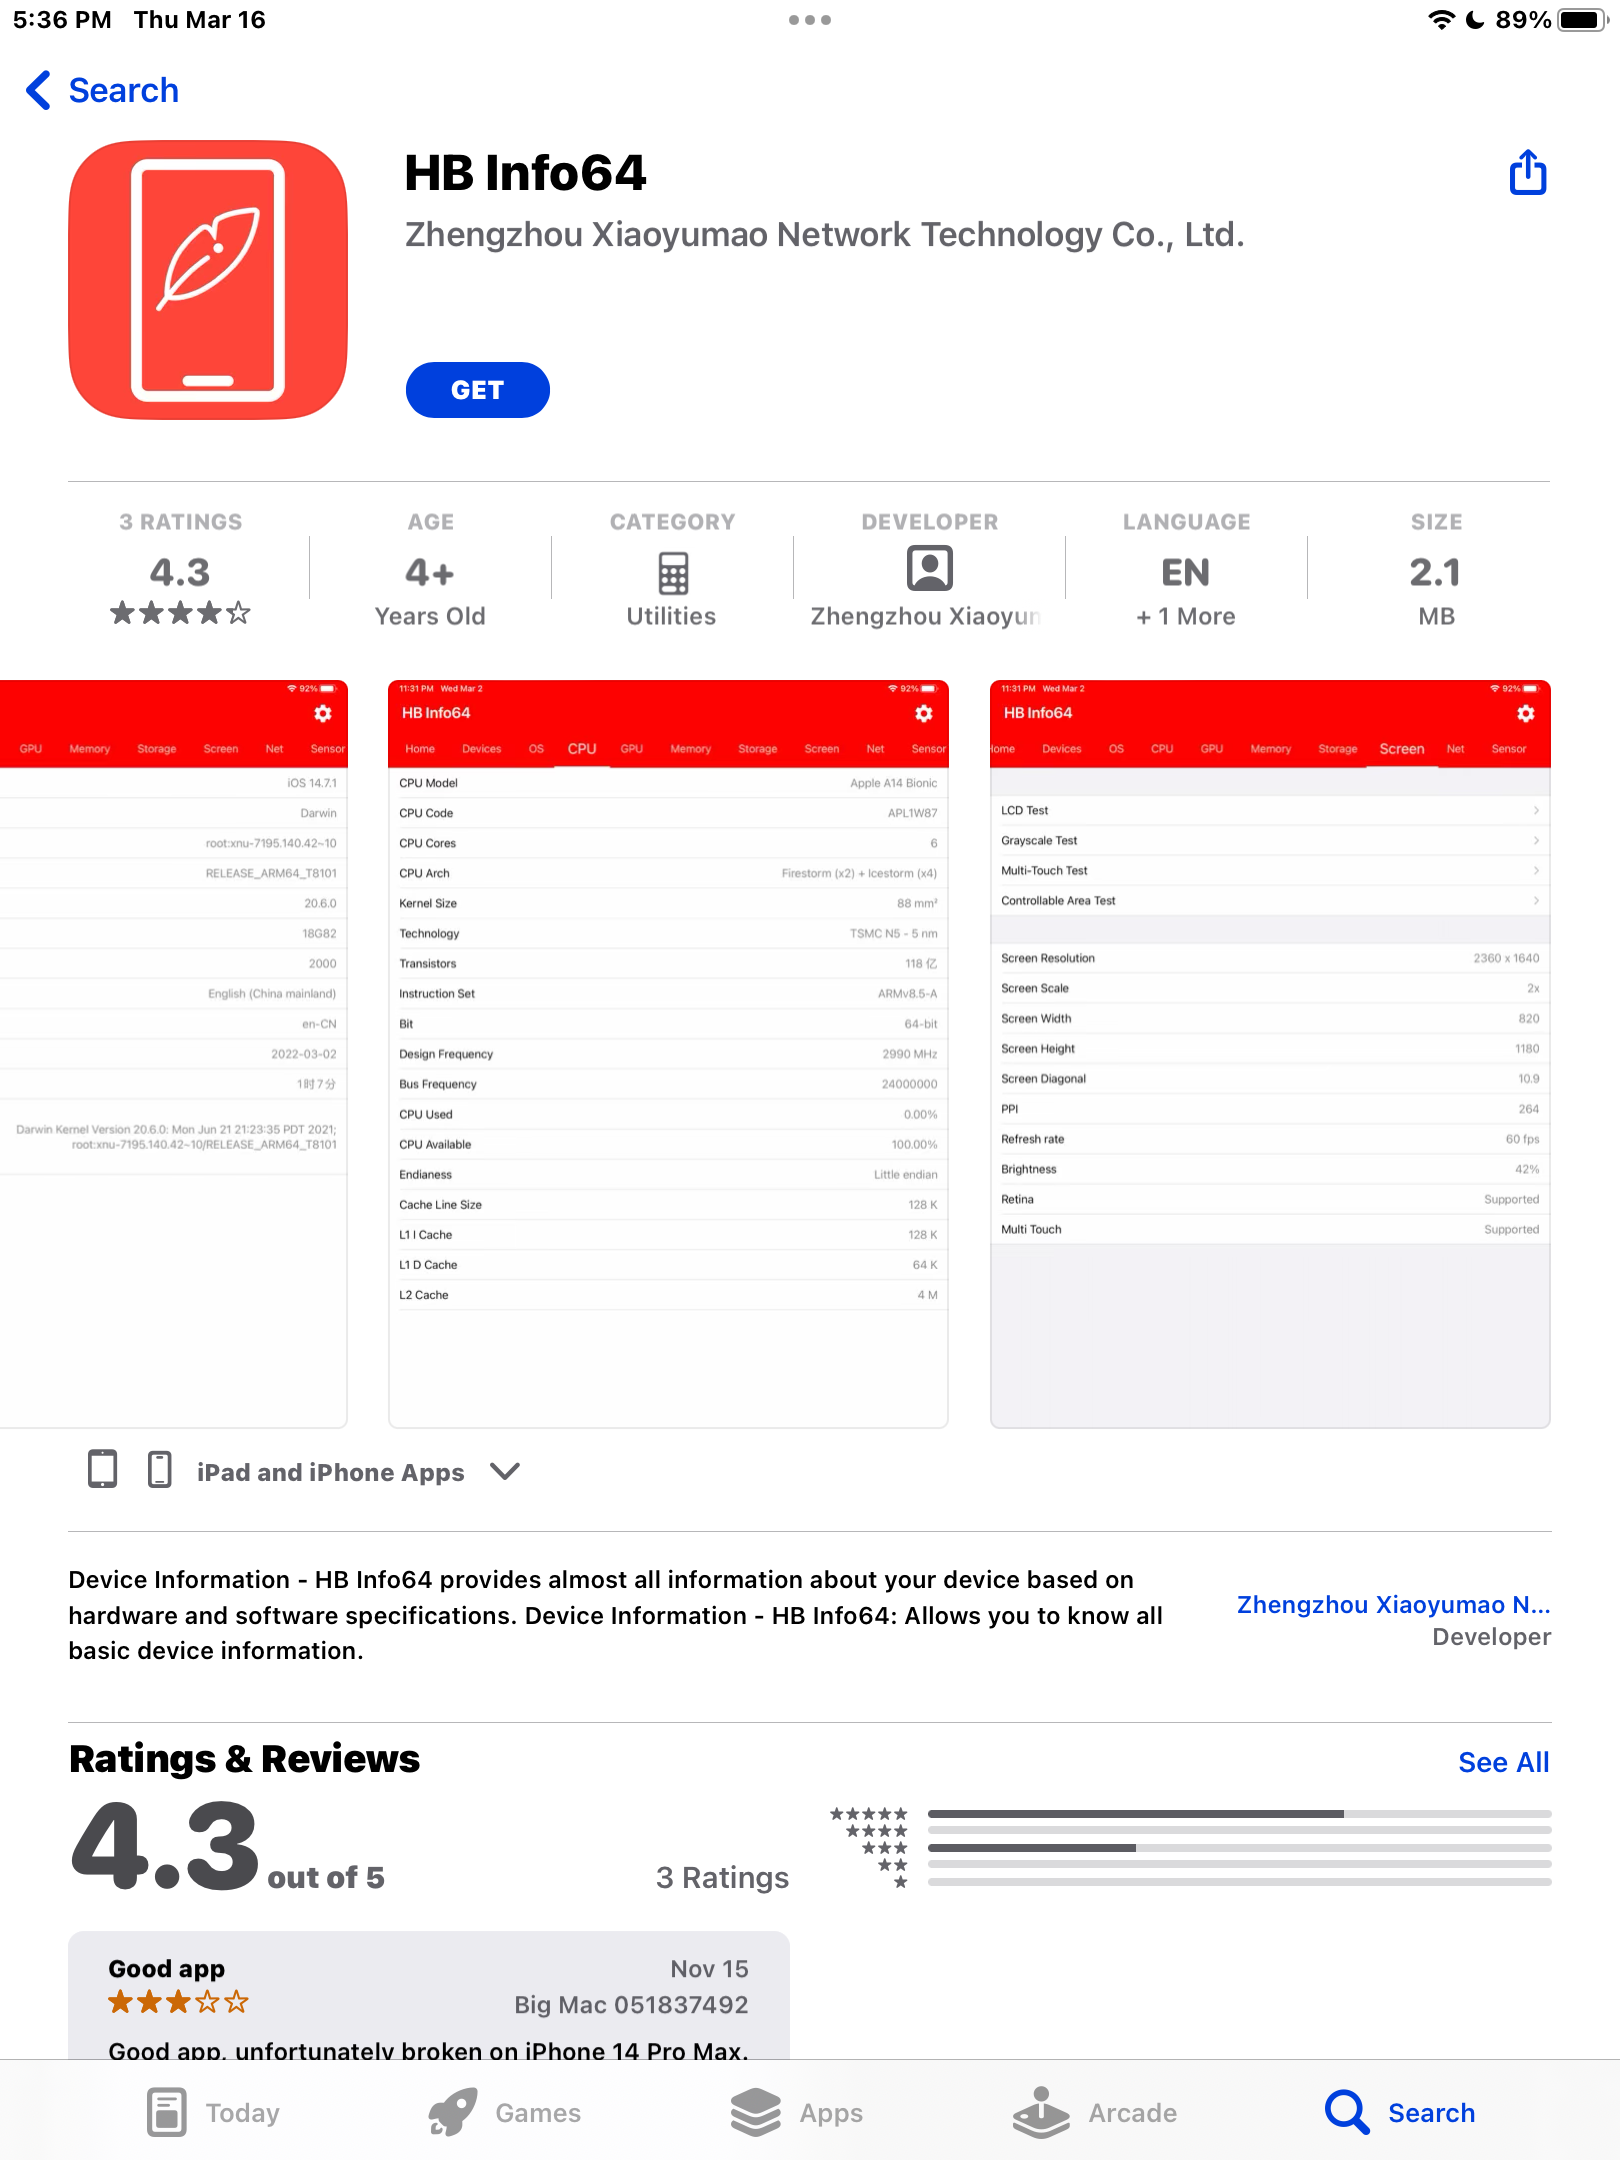 5:36 PM Thu Mar 16
89%
Search
HB Info64
Zhengzhou Xiaoyumao Network Technology Co., Ltd.
GET
3 RATINGS
4.3
AGE
4+
Years Old
CATEGORY
Utilities
DEVELOPER
Zhengzhou Xiaoyun
LANGUAGE
EN
+ 1 More
SIZE
2.1
MB
92%
GPU Memory Storage Screen Net Sensor
iOS 14.7.1
Darwin
root:xnu-7195.140.42~10
RELEASE_ARM64_T8101
20.6.0
18G82
2000
English (China mainland)
en-CN
2022-03-02
1时7分
Darwin Kernel Version 20.6.0: Mon Jun 21 21:23:35 PDT 2021;
root:xnu-7195.140.42~10/RELEASE_ARM64_T8101
11:31 PM Wed Mar 2 92%
HB Info64
Home Devices OS CPU GPU Memory Storage Screen Net Sensor
CPU Model Apple A14 Bionic
CPU Code APL1W87
CPU Cores 6
CPU Arch Firestorm (x2) + Icestorm (x4)
Kernel Size 88 mm²
Technology TSMC N5 - 5 nm
Transistors 118 亿
Instruction Set ARMv8.5-A
Bit 64-bit
Design Frequency 2990 MHz
Bus Frequency 24000000
CPU Used 0.00%
CPU Available 100.00%
Endianess Little endian
Cache Line Size 128 K
L1 I Cache 128 K
L1 D Cache 64 K
L2 Cache 4 M
11:31 PM Wed Mar 2 92%
HB Info64
Home Devices OS CPU GPU Memory Storage Screen Net Sensor
LCD Test
Grayscale Test
Multi-Touch Test
Controllable Area Test
Screen Resolution 2360 x 1640
Screen Scale 2x
Screen Width 820
Screen Height 1180
Screen Diagonal 10.9
PPI 264
Refresh rate 60 fps
Brightness 42%
Retina Supported
Multi Touch Supported
iPad and iPhone Apps
Device Information - HB Info64 provides almost all information about your device based on
hardware and software specifications. Device Information - HB Info64: Allows you to know all
basic device information.
Zhengzhou Xiaoyumao N...
Developer
Ratings & Reviews
See All
4.3 out of 5
3 Ratings
Good app
Nov 15
Big Mac 051837492
Good app, unfortunately broken on iPhone 14 Pro Max.
Today Games Apps Arcade Search